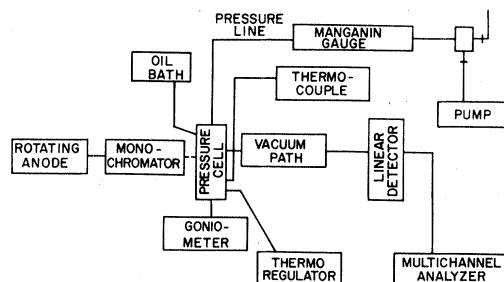 PRESSURE
LINE
MANGANIN
GAUGE
OIL
BATH
THERMO-
COUPLE
PUMP
ROTATING
ANODE
MONO-
CHROMATOR
PRESSURE
CELL
VACUUM
PATH
LINEAR
DETECTOR
GONIO-
METER
THERMO
REGULATOR
MULTICHANNEL
ANALYZER